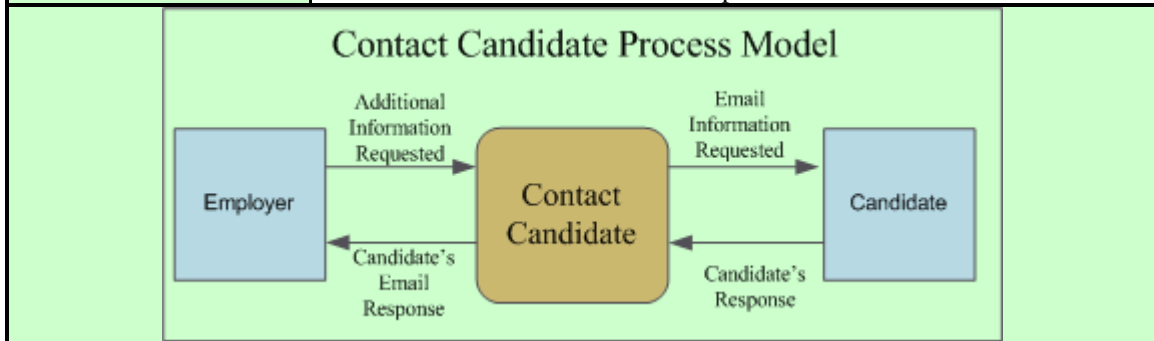 Contact Candidate Process Model
Additional
Information
Requested
Email
Information
Requested
Employer
Contact
Candidate
Candidate
Candidate's
Email
Response
Candidate's
Response